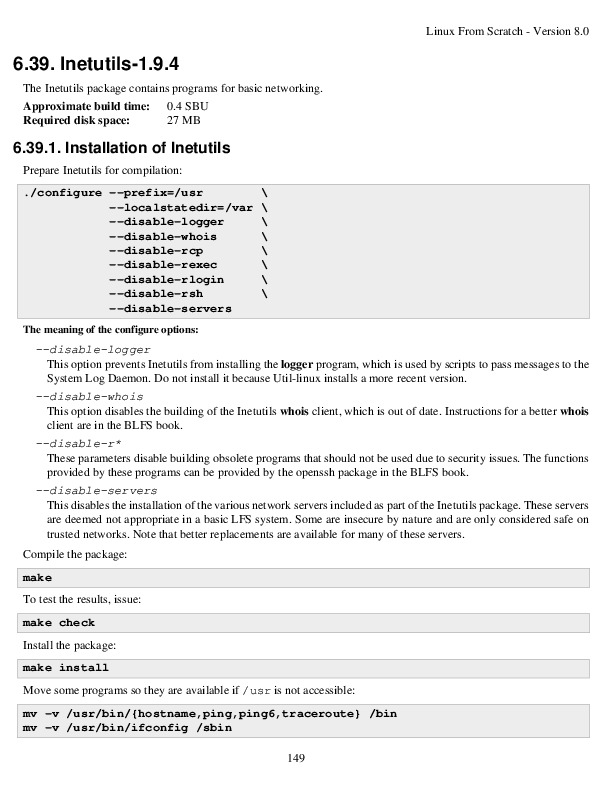 Linux From Scratch - Version 8.0
6.39. Inetutils-1.9.4
The Inetutils package contains programs for basic networking.
Approximate build time: 0.4 SBU
Required disk space: 27 MB
6.39.1. Installation of Inetutils
Prepare Inetutils for compilation:
./configure --prefix=/usr \
--localstatedir=/var \
--disable-logger \
--disable-whois \
--disable-rcp \
--disable-rexec \
--disable-rlogin \
--disable-rsh \
--disable-servers
The meaning of the configure options:
--disable-logger
This option prevents Inetutils from installing the logger program, which is used by scripts to pass messages to the
System Log Daemon. Do not install it because Util-linux installs a more recent version.
--disable-whois
This option disables the building of the Inetutils whois client, which is out of date. Instructions for a better whois
client are in the BLFS book.
--disable-r*
These parameters disable building obsolete programs that should not be used due to security issues. The functions
provided by these programs can be provided by the openssh package in the BLFS book.
--disable-servers
This disables the installation of the various network servers included as part of the Inetutils package. These servers
are deemed not appropriate in a basic LFS system. Some are insecure by nature and are only considered safe on
trusted networks. Note that better replacements are available for many of these servers.
Compile the package:
make
To test the results, issue:
make check
Install the package:
make install
Move some programs so they are available if /usr is not accessible:
mv -v /usr/bin/{hostname,ping,ping6,traceroute} /bin
mv -v /usr/bin/ifconfig /sbin
149